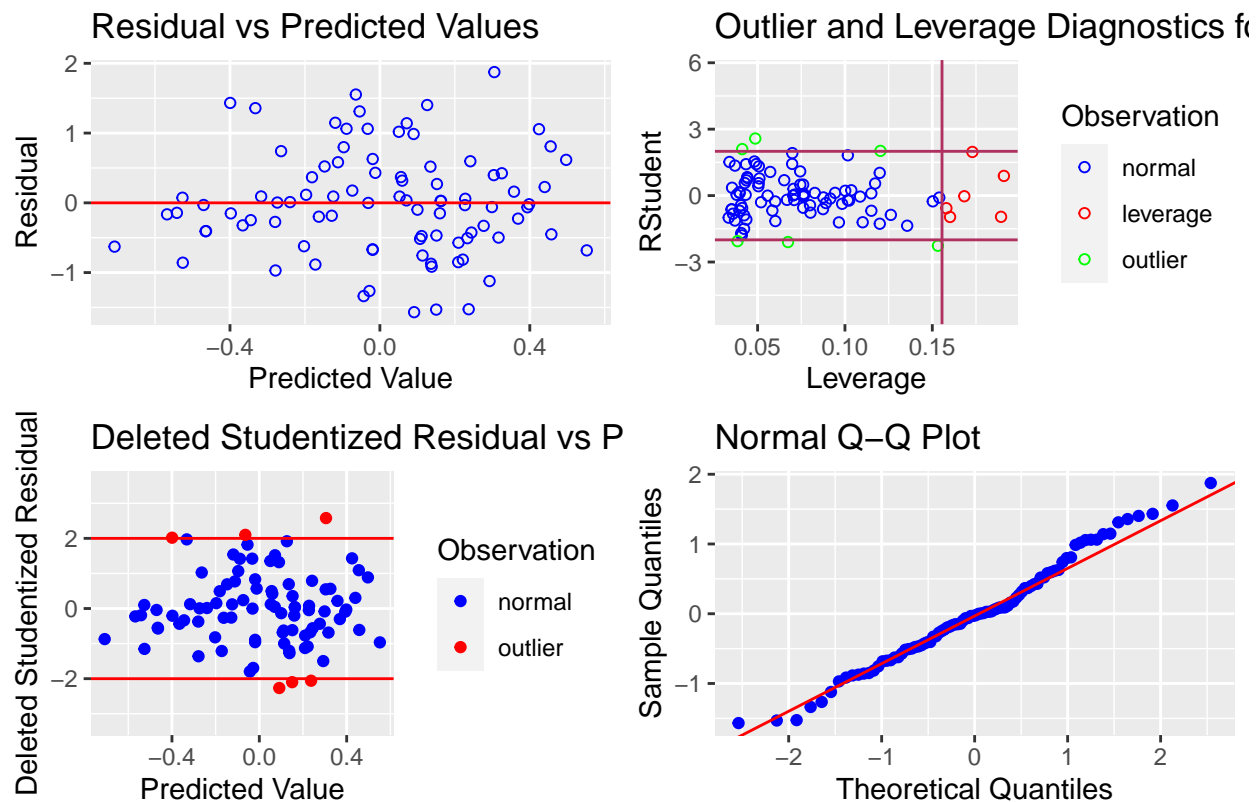 Residual vs Predicted Values
Residual
2
1
0
−1
−0.4
0.0
0.4
Predicted Value
Outlier and Leverage Diagnostics fo
RStudent
6
3
0
−3
0.05
0.10
0.15
Leverage
Observation
normal
leverage
outlier
Deleted Studentized Residual vs P
Deleted Studentized Residual
2
0
−2
−0.4
0.0
0.4
Predicted Value
Observation
normal
outlier
Normal Q−Q Plot
Sample Quantiles
2
1
0
−1
−2
−1
0
1
2
Theoretical Quantiles